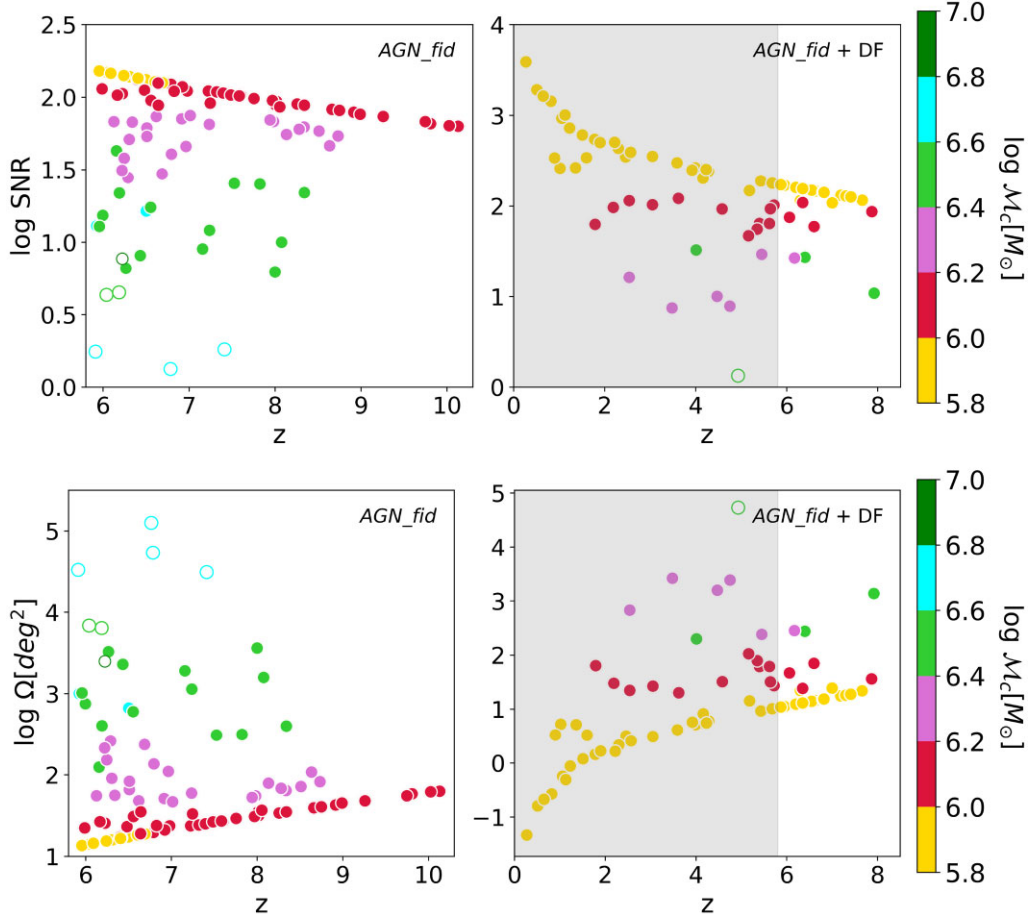 2.5
2.0
1.5
1.0
0.5
0.0
log SNR
AGN_fid
6 7 8 9 10
z
4
3
2
1
0
AGN_fid + DF
0 2 4 6 8
z
7.0
6.8
6.6
6.4
6.2
6.0
5.8
log ℳc[M⊙]
5
4
3
2
1
log Ω[deg²]
AGN_fid
6 7 8 9 10
z
5
4
3
2
1
0
−1
AGN_fid + DF
0 2 4 6 8
z
7.0
6.8
6.6
6.4
6.2
6.0
5.8
log ℳc[M⊙]